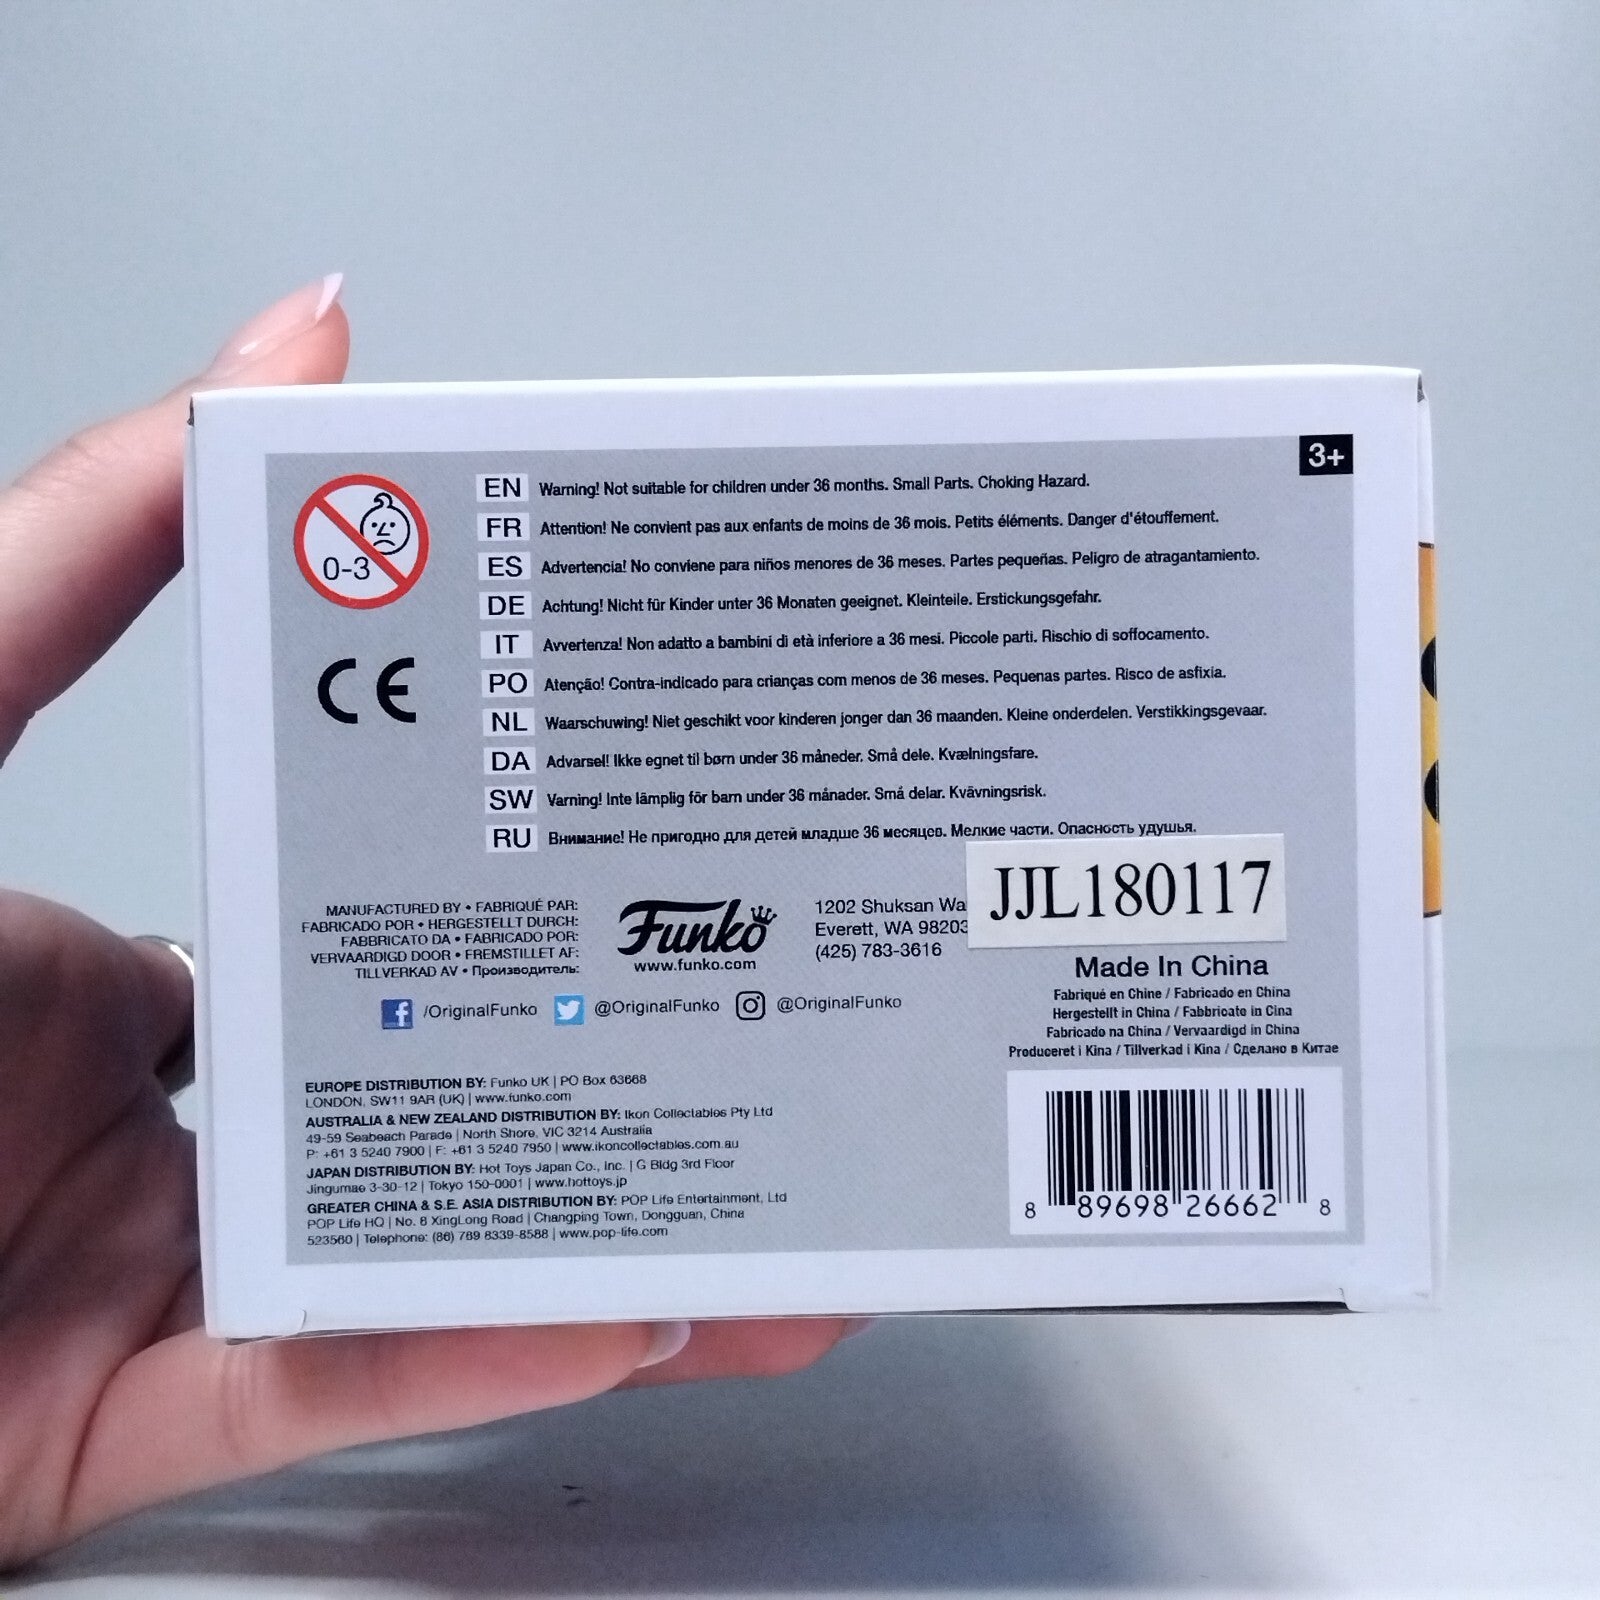 3+
0-3
EN Warning! Not suitable for children under 36 months. Small Parts. Choking Hazard.
FR Attention! Ne convient pas aux enfants de moins de 36 mois. Petits éléments. Danger d'étouffement.
ES Advertencia! No conviene para niños menores de 36 meses. Partes pequeñas. Peligro de atragantamiento.
DE Achtung! Nicht für Kinder unter 36 Monaten geeignet. Kleinteile. Erstickungsgefahr.
IT Avvertenza! Non adatto a bambini di età inferiore a 36 mesi. Piccole parti. Rischio di soffocamento.
PO Atenção! Contra-indicado para crianças com menos de 36 meses. Pequenas partes. Risco de asfixia.
NL Waarschuwing! Niet geschikt voor kinderen jonger dan 36 maanden. Kleine onderdelen. Verstikkingsgevaar.
DA Advarsel! Ikke egnet til børn under 36 måneder. Små dele. Kvælningsfare.
SW Varning! Inte lämplig för barn under 36 månader. Små delar. Kvävningsrisk.
RU Внимание! Не пригодно для детей младше 36 месяцев. Мелкие части. Опасность удушья.
CE
MANUFACTURED BY • FABRIQUÉ PAR:
FABRICADO POR • HERGESTELLT DURCH:
FABBRICATO DA • FABRICADO POR:
VERVAARDIGD DOOR • FREMSTILLET AF:
TILLVERKAD AV • Производитель:
Funko
www.funko.com
1202 Shuksan Wa
Everett, WA 98203
(425) 783-3616
JJL180117
/OriginalFunko @OriginalFunko @OriginalFunko
Made In China
Fabriqué en Chine / Fabricado en China
Hergestellt in China / Fabbricato in Cina
Fabricado na China / Vervaardigd in China
Produceret i Kina / Tillverkad i Kina / Сделано в Китае
EUROPE DISTRIBUTION BY: Funko UK | PO Box 63668
LONDON, SW11 9AR (UK) | www.funko.com
AUSTRALIA & NEW ZEALAND DISTRIBUTION BY: Ikon Collectables Pty Ltd
49-59 Seabeach Parade | North Shore, VIC 3214 Australia
P: +61 3 5240 7900 | F: +61 3 5240 7950 | www.ikoncollectables.com.au
JAPAN DISTRIBUTION BY: Hot Toys Japan Co., Inc. | G Bldg 3rd Floor
Jingumae 3-30-12 | Tokyo 150-0001 | www.hottoys.jp
GREATER CHINA & S.E. ASIA DISTRIBUTION BY: POP Life Entertainment, Ltd
POP Life HQ | No. 8 XingLong Road | Changping Town, Dongguan, China
523560 | Telephone: (86) 769 8339-8588 | www.pop-life.com
8 89698 26662 8